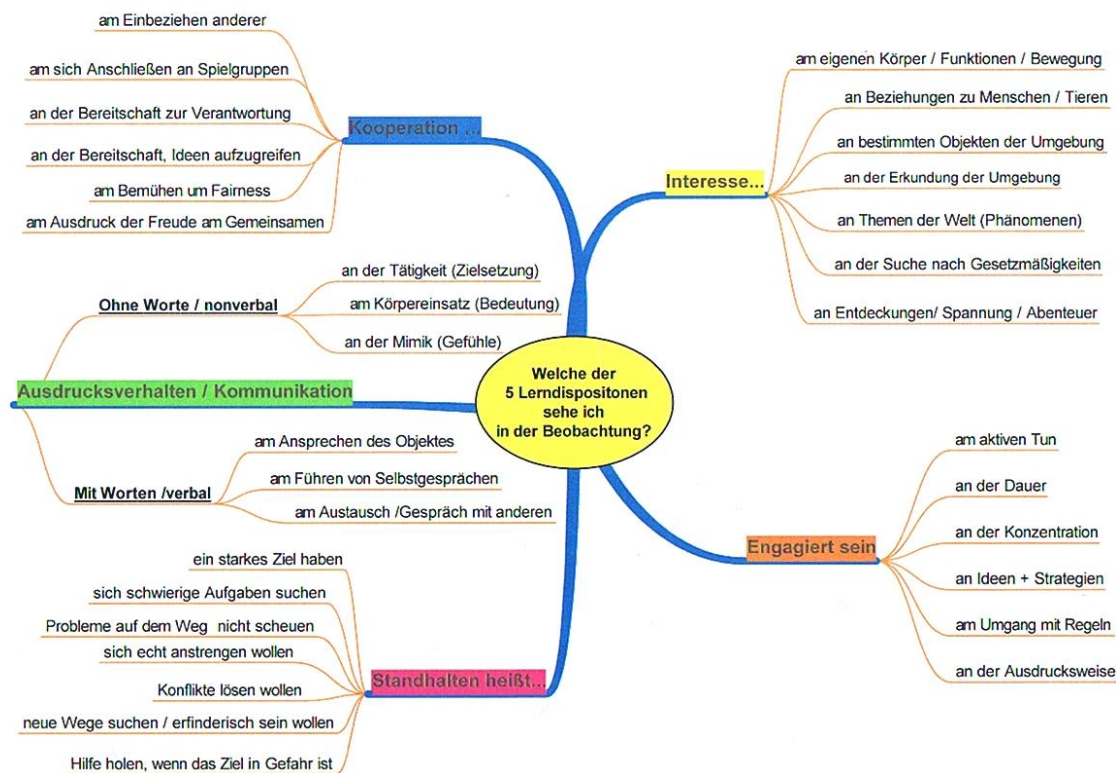 Welche der
5 Lerndispositonen
sehe ich
in der Beobachtung?
Kooperation ...
am Einbeziehen anderer
am sich Anschließen an Spielgruppen
an der Bereitschaft zur Verantwortung
an der Bereitschaft, Ideen aufzugreifen
am Bemühen um Fairness
am Ausdruck der Freude am Gemeinsamen
Interesse...
am eigenen Körper / Funktionen / Bewegung
an Beziehungen zu Menschen / Tieren
an bestimmten Objekten der Umgebung
an der Erkundung der Umgebung
an Themen der Welt (Phänomenen)
an der Suche nach Gesetzmäßigkeiten
an Entdeckungen/ Spannung / Abenteuer
Ausdrucksverhalten / Kommunikation
Ohne Worte / nonverbal
an der Tätigkeit (Zielsetzung)
am Körpereinsatz (Bedeutung)
an der Mimik (Gefühle)
Mit Worten /verbal
am Ansprechen des Objektes
am Führen von Selbstgesprächen
am Austausch /Gespräch mit anderen
Engagiert sein
am aktiven Tun
an der Dauer
an der Konzentration
an Ideen + Strategien
am Umgang mit Regeln
an der Ausdrucksweise
Standhalten heißt...
ein starkes Ziel haben
sich schwierige Aufgaben suchen
Probleme auf dem Weg nicht scheuen
sich echt anstrengen wollen
Konflikte lösen wollen
neue Wege suchen / erfinderisch sein wollen
Hilfe holen, wenn das Ziel in Gefahr ist